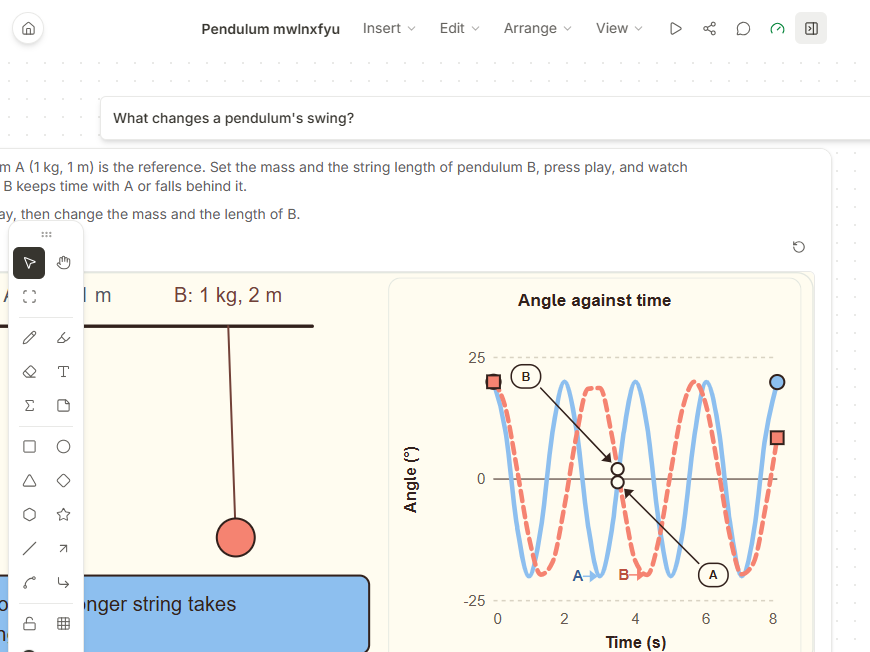 Pendulum mwlnxfyu Insert Edit Arrange View
What changes a pendulum's swing?
m A (1 kg, 1 m) is the reference. Set the mass and the string length of pendulum B, press play, and watch
B keeps time with A or falls behind it.
ay, then change the mass and the length of B.
1 m B: 1 kg, 2 m
Angle against time
25
B
0
Angle (°)
A B A
-25
0 2 4 6 8
Time (s)
onger string takes